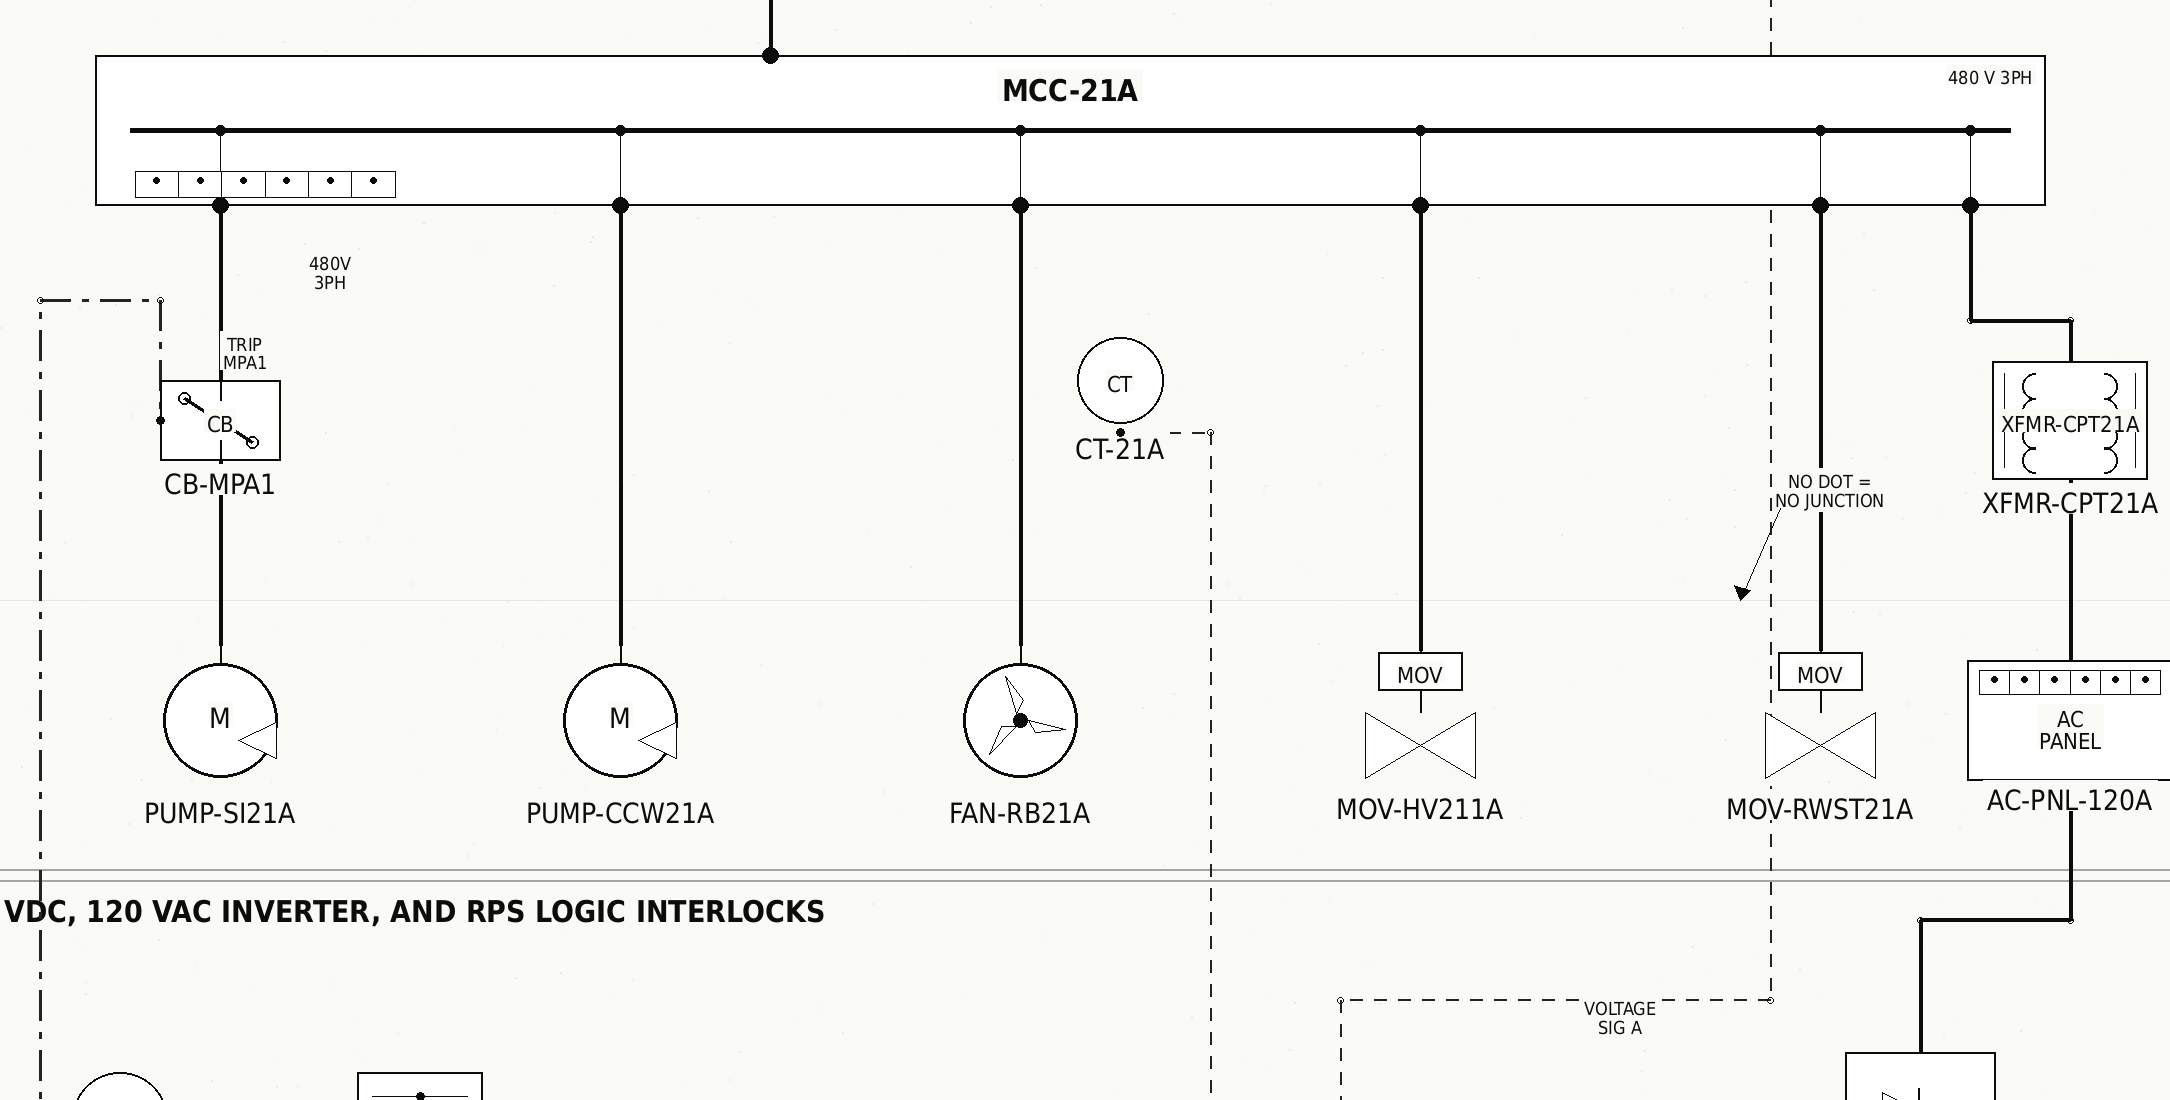 MCC-21A
480 V 3PH
480V
3PH
TRIP
MPA1
CB
CB-MPA1
CT
CT-21A
NO DOT =
NO JUNCTION
XFMR-CPT21A
XFMR-CPT21A
M
PUMP-SI21A
M
PUMP-CCW21A
FAN-RB21A
MOV
MOV-HV211A
MOV
MOV-RWST21A
AC
PANEL
AC-PNL-120A
VDC, 120 VAC INVERTER, AND RPS LOGIC INTERLOCKS
VOLTAGE
SIG A